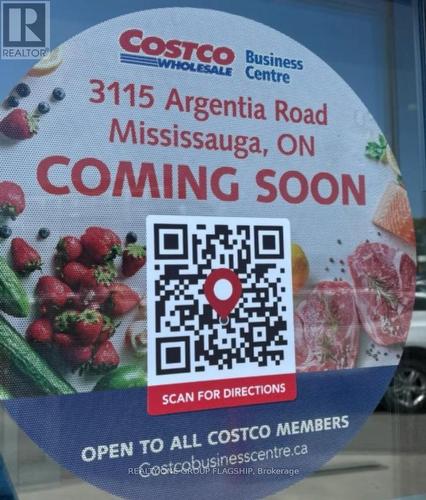 REALTOR
COSTCO
WHOLESALE
Business
Centre
3115 Argentia Road
Mississauga, ON
COMING SOON
SCAN FOR DIRECTIONS
OPEN TO ALL COSTCO MEMBERS
REALTY ONE GROUP FLAGSHIP, Brokerage
Costcobusinesscentre.ca